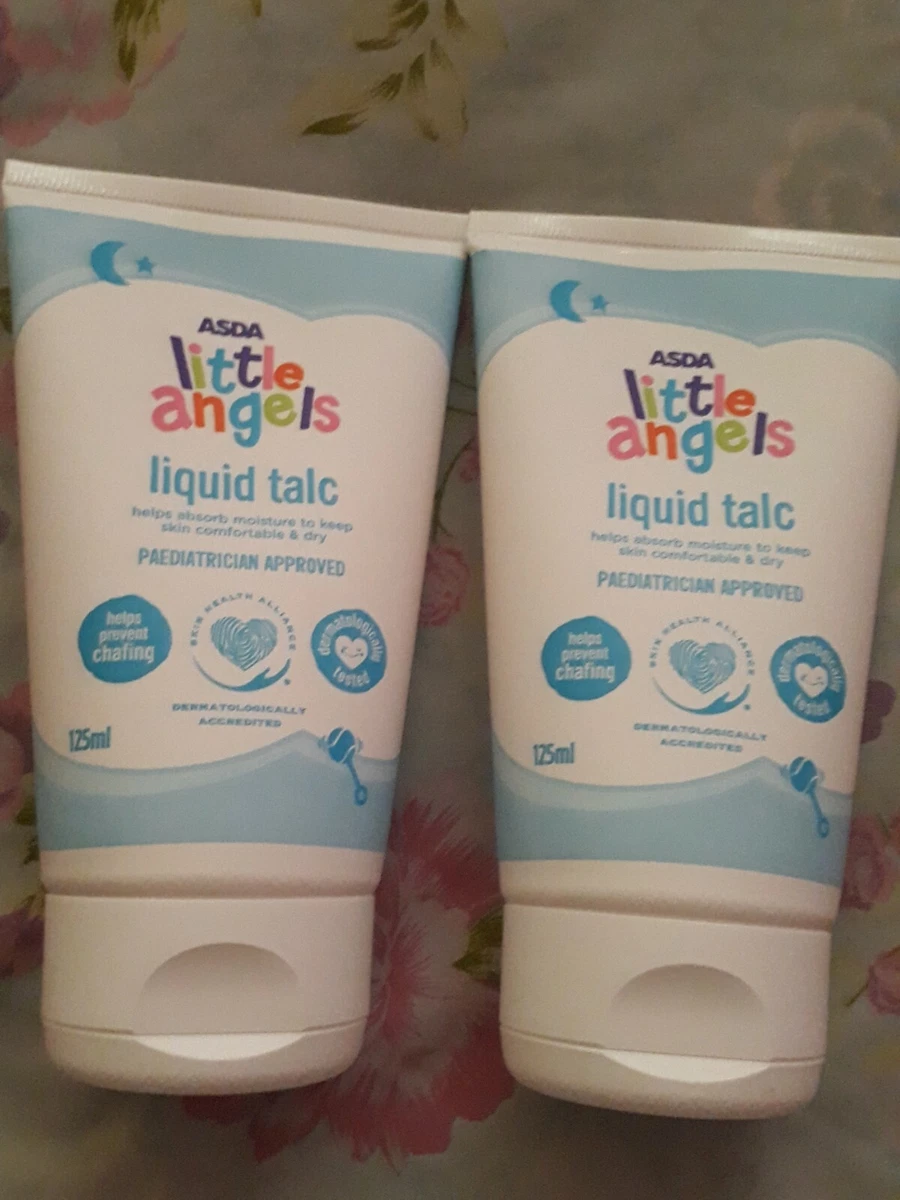 ASDA
little
angels
liquid talc
helps absorb moisture to keep
skin comfortable & dry
PAEDIATRICIAN APPROVED
helps
prevent
chafing
SKIN HEALTH ALLIANCE
DERMATOLOGICALLY
ACCREDITED
dermatologically
tested
125ml
ASDA
little
angels
liquid talc
helps absorb moisture to keep
skin comfortable & dry
PAEDIATRICIAN APPROVED
helps
prevent
chafing
SKIN HEALTH ALLIANCE
DERMATOLOGICALLY
ACCREDITED
dermatologically
tested
125ml